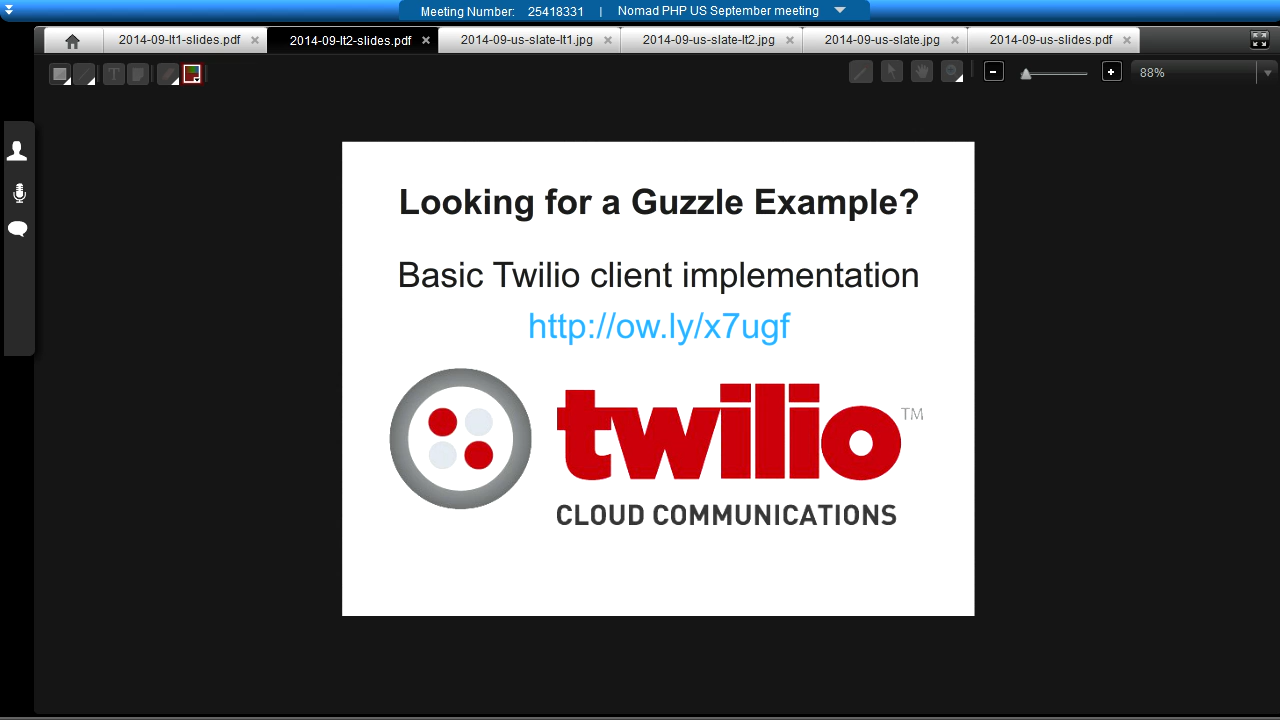 Meeting Number: 25418331 | Nomad PHP US September meeting
2014-09-lt1-slides.pdf
2014-09-lt2-slides.pdf
2014-09-us-slate-lt1.jpg
2014-09-us-slate-lt2.jpg
2014-09-us-slate.jpg
2014-09-us-slides.pdf
T
88%
Looking for a Guzzle Example?
Basic Twilio client implementation
http://ow.ly/x7ugf
twilio™
CLOUD COMMUNICATIONS